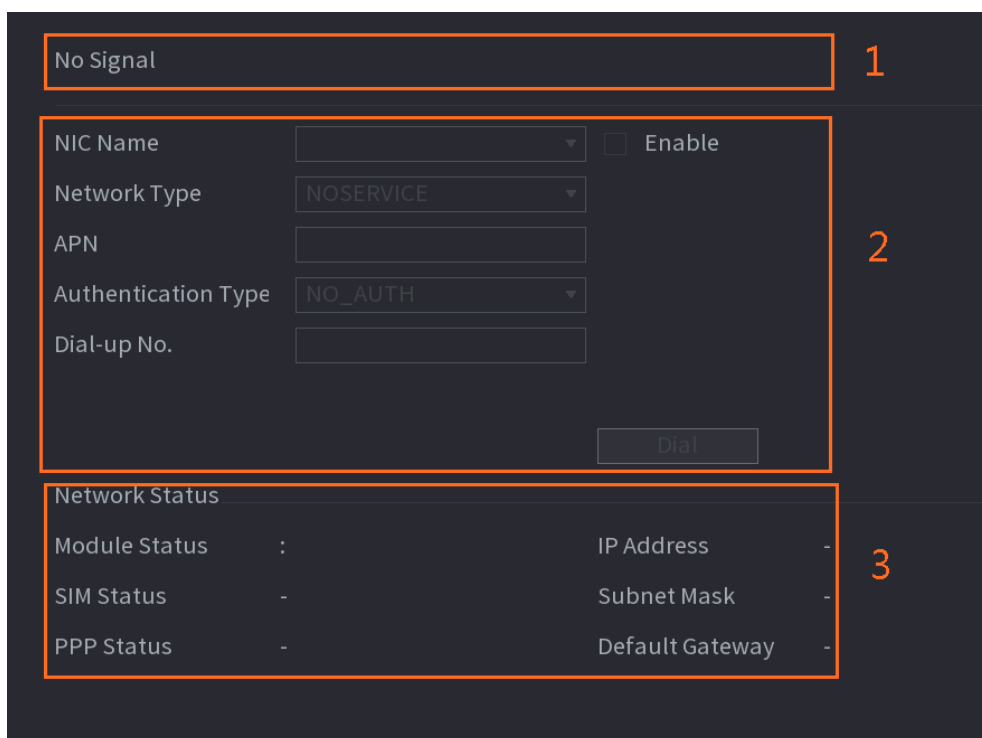 No Signal
1
NIC Name
Enable
Network Type NOSERVICE
2
APN
Authentication Type NO_AUTH
Dial-up No.
Dial
Network Status
Module Status : IP Address -
3
SIM Status - Subnet Mask -
PPP Status - Default Gateway -